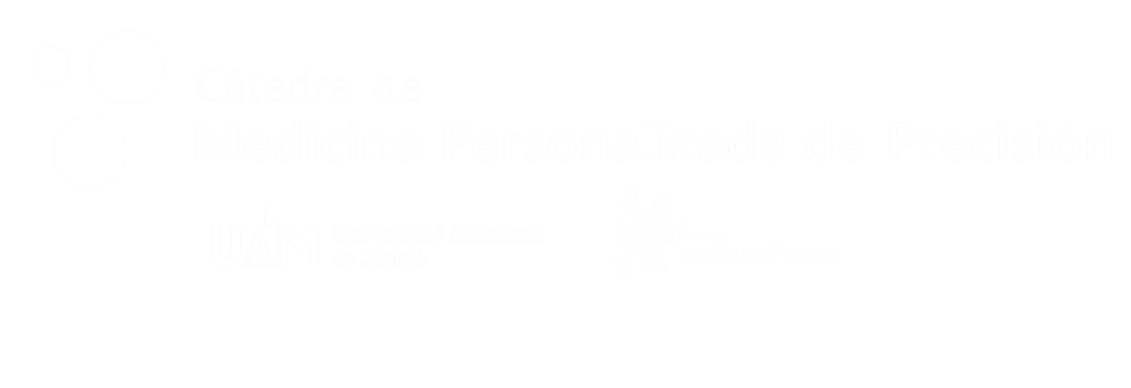 Cátedra de
Medicina Personalizada de Precisión
UAM Universidad Autónoma
de Madrid